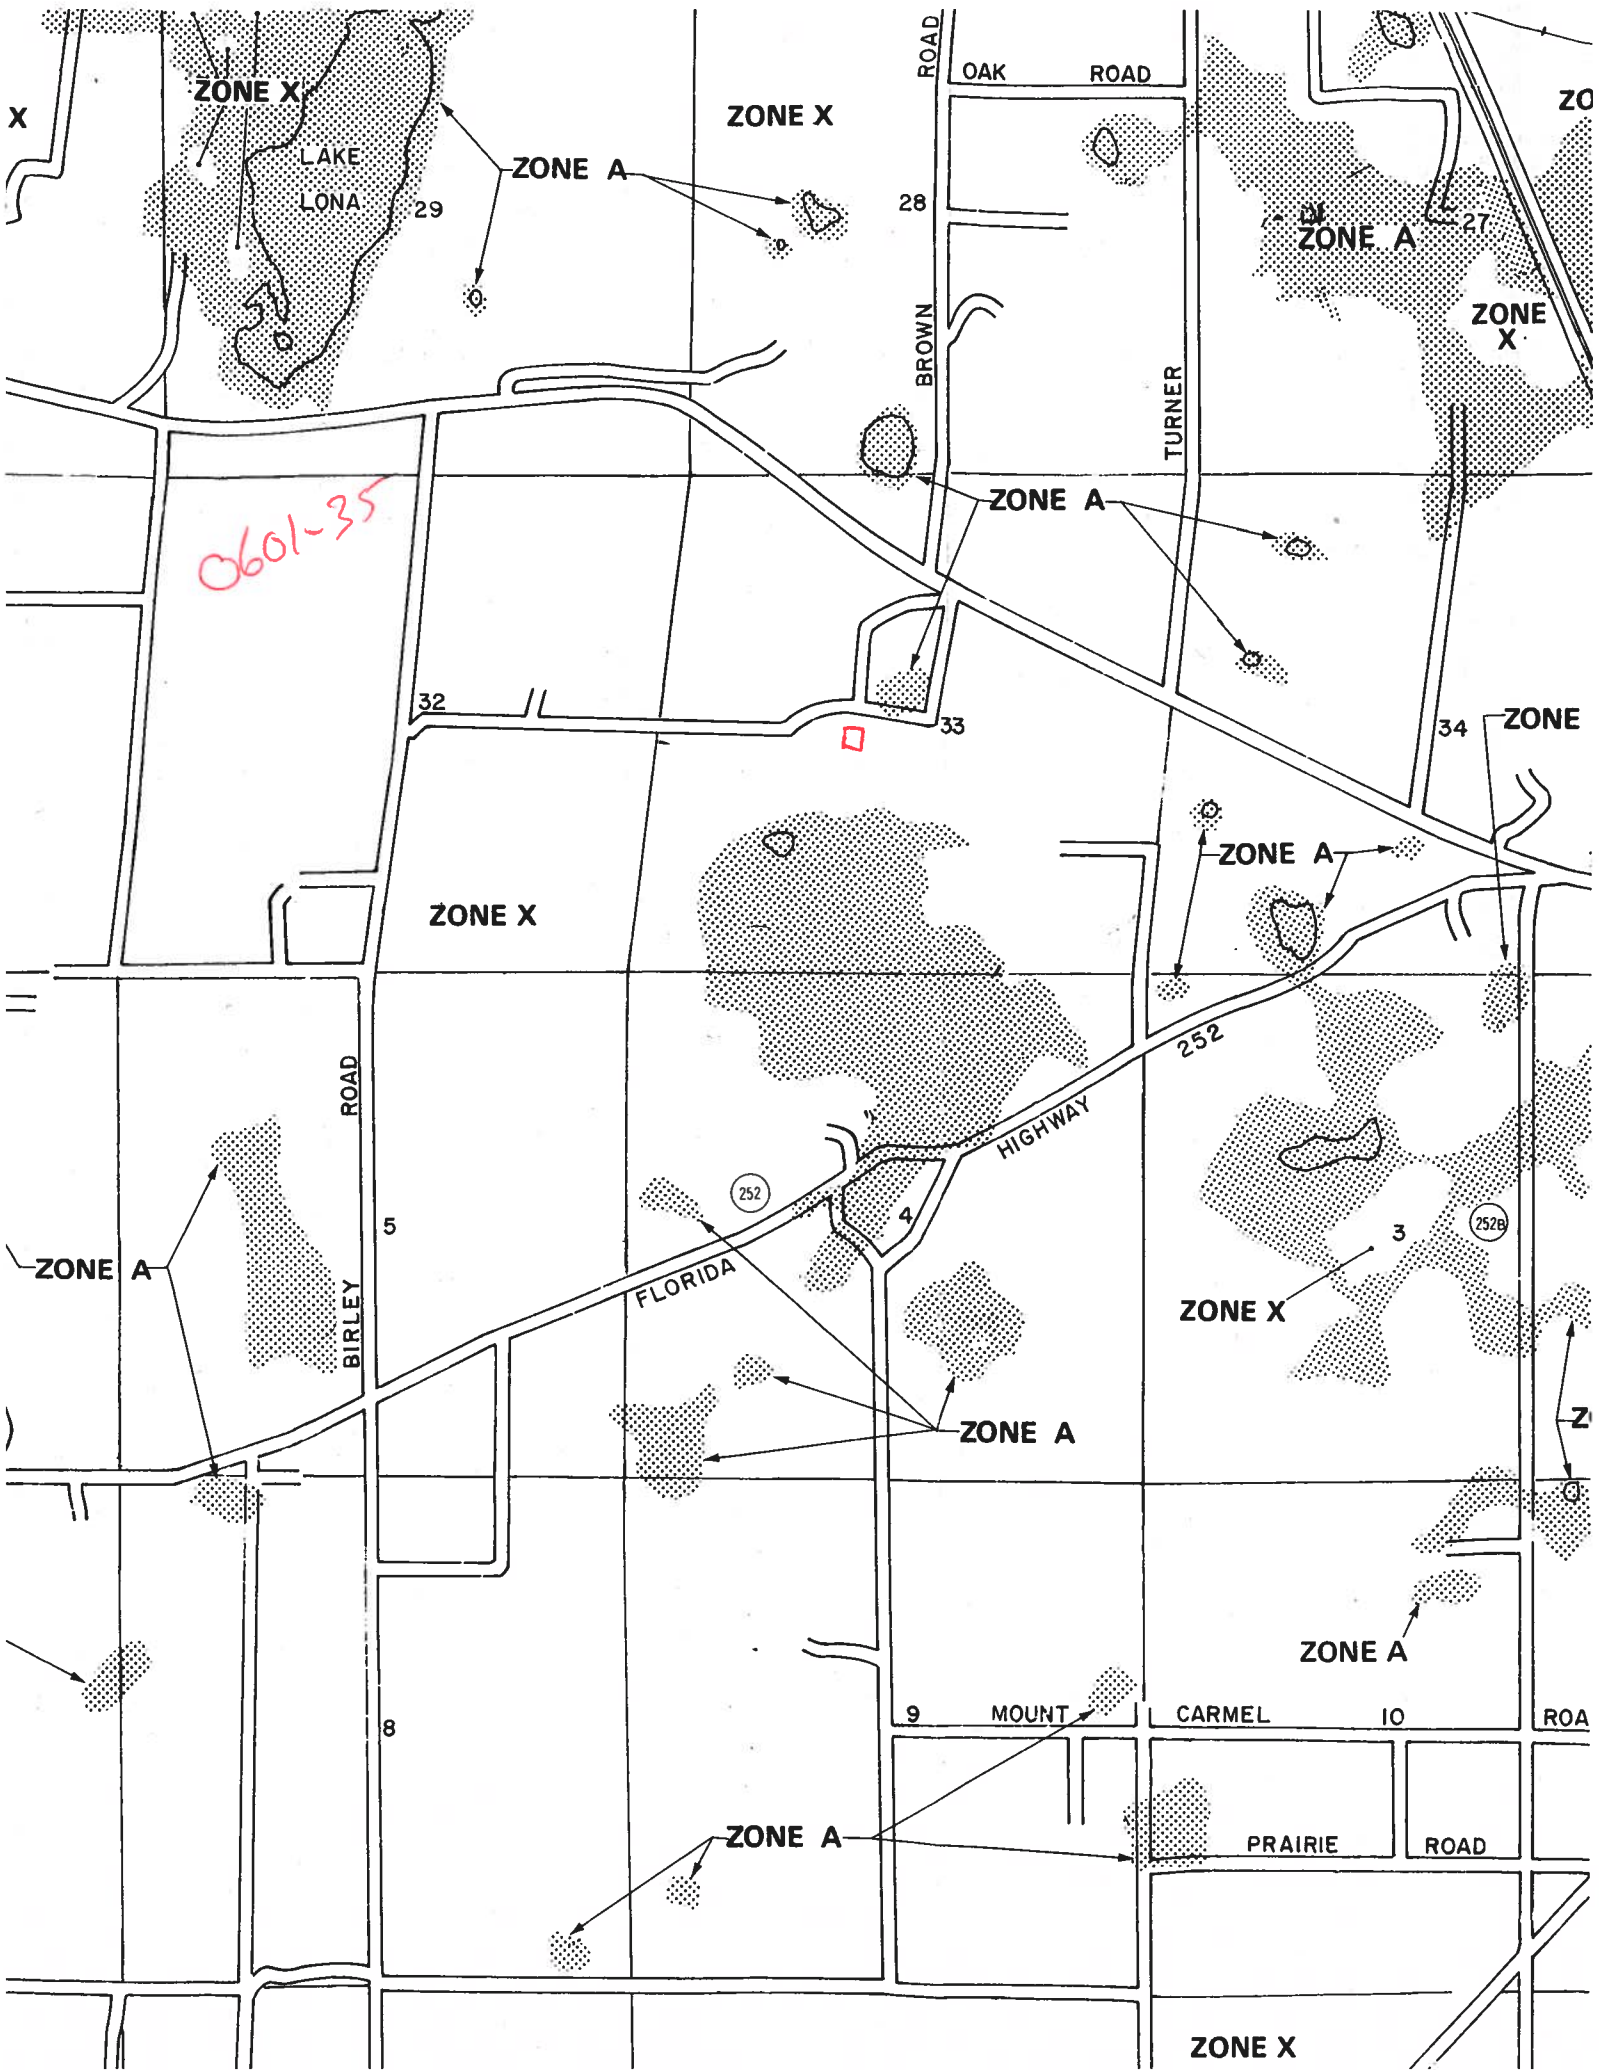 ROAD
OAK ROAD
ZONE X
X
ZONE X
ZO
LAKE
LONA
ZONE A
29
28
27
ZONE A
ZONE
X
BROWN
TURNER
0601-35
ZONE A
32
33
34
ZONE
ZONE A
ZONE X
252
HIGHWAY
ROAD
252
4
5
3
252B
ZONE A
FLORIDA
BIRLEY
ZONE X
ZONE A
Z
ZONE A
8
9 MOUNT CARMEL 10 ROA
ZONE A
PRAIRIE ROAD
ZONE X